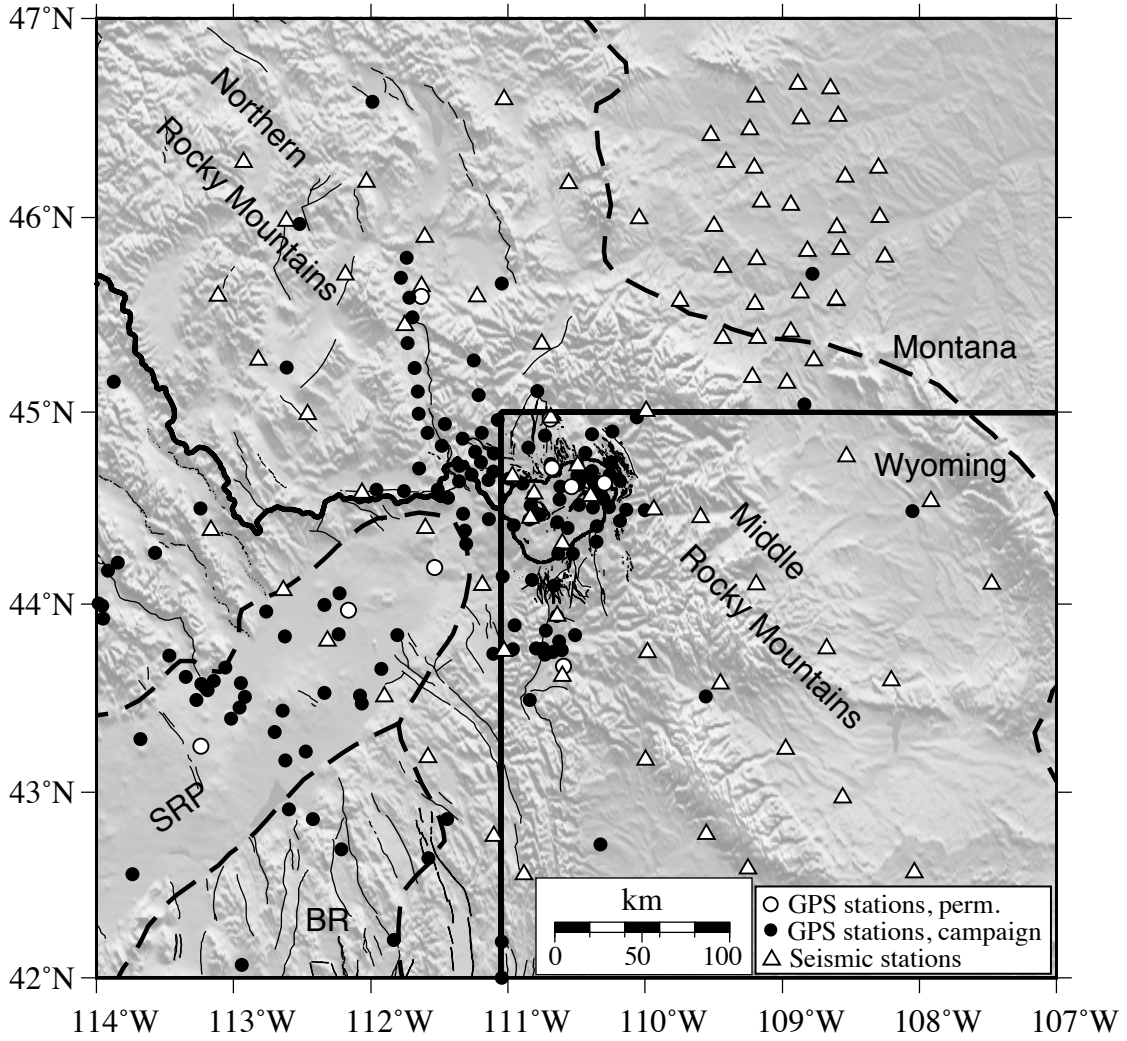 47°N
46°N
45°N
44°N
43°N
42°N
114°W
113°W
112°W
111°W
110°W
109°W
108°W
107°W
Northern
Rocky Mountains
Montana
Wyoming
Middle
Rocky Mountains
SRP
BR
km
0 50 100
GPS stations, perm.
GPS stations, campaign
Seismic stations